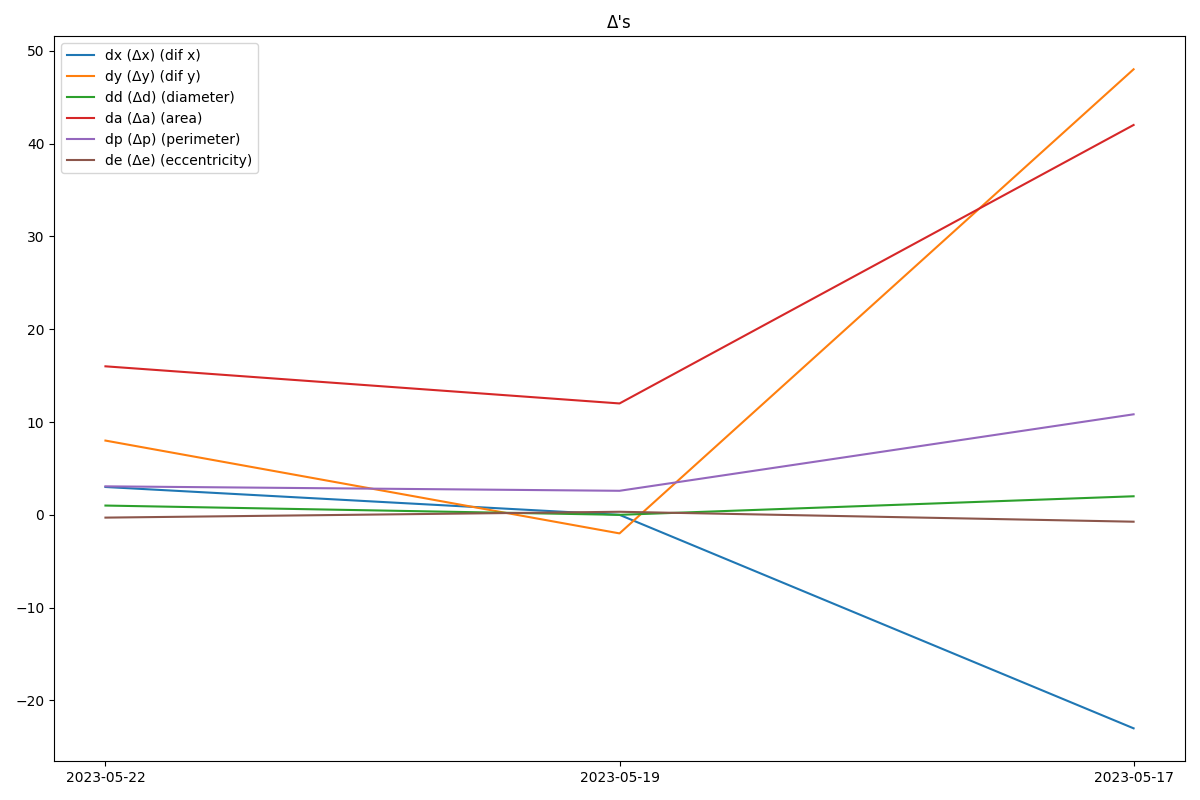 Δ's
dx (Δx) (dif x)
dy (Δy) (dif y)
dd (Δd) (diameter)
da (Δa) (area)
dp (Δp) (perimeter)
de (Δe) (eccentricity)
50
40
30
20
10
0
−10
−20
2023-05-22 2023-05-19 2023-05-17